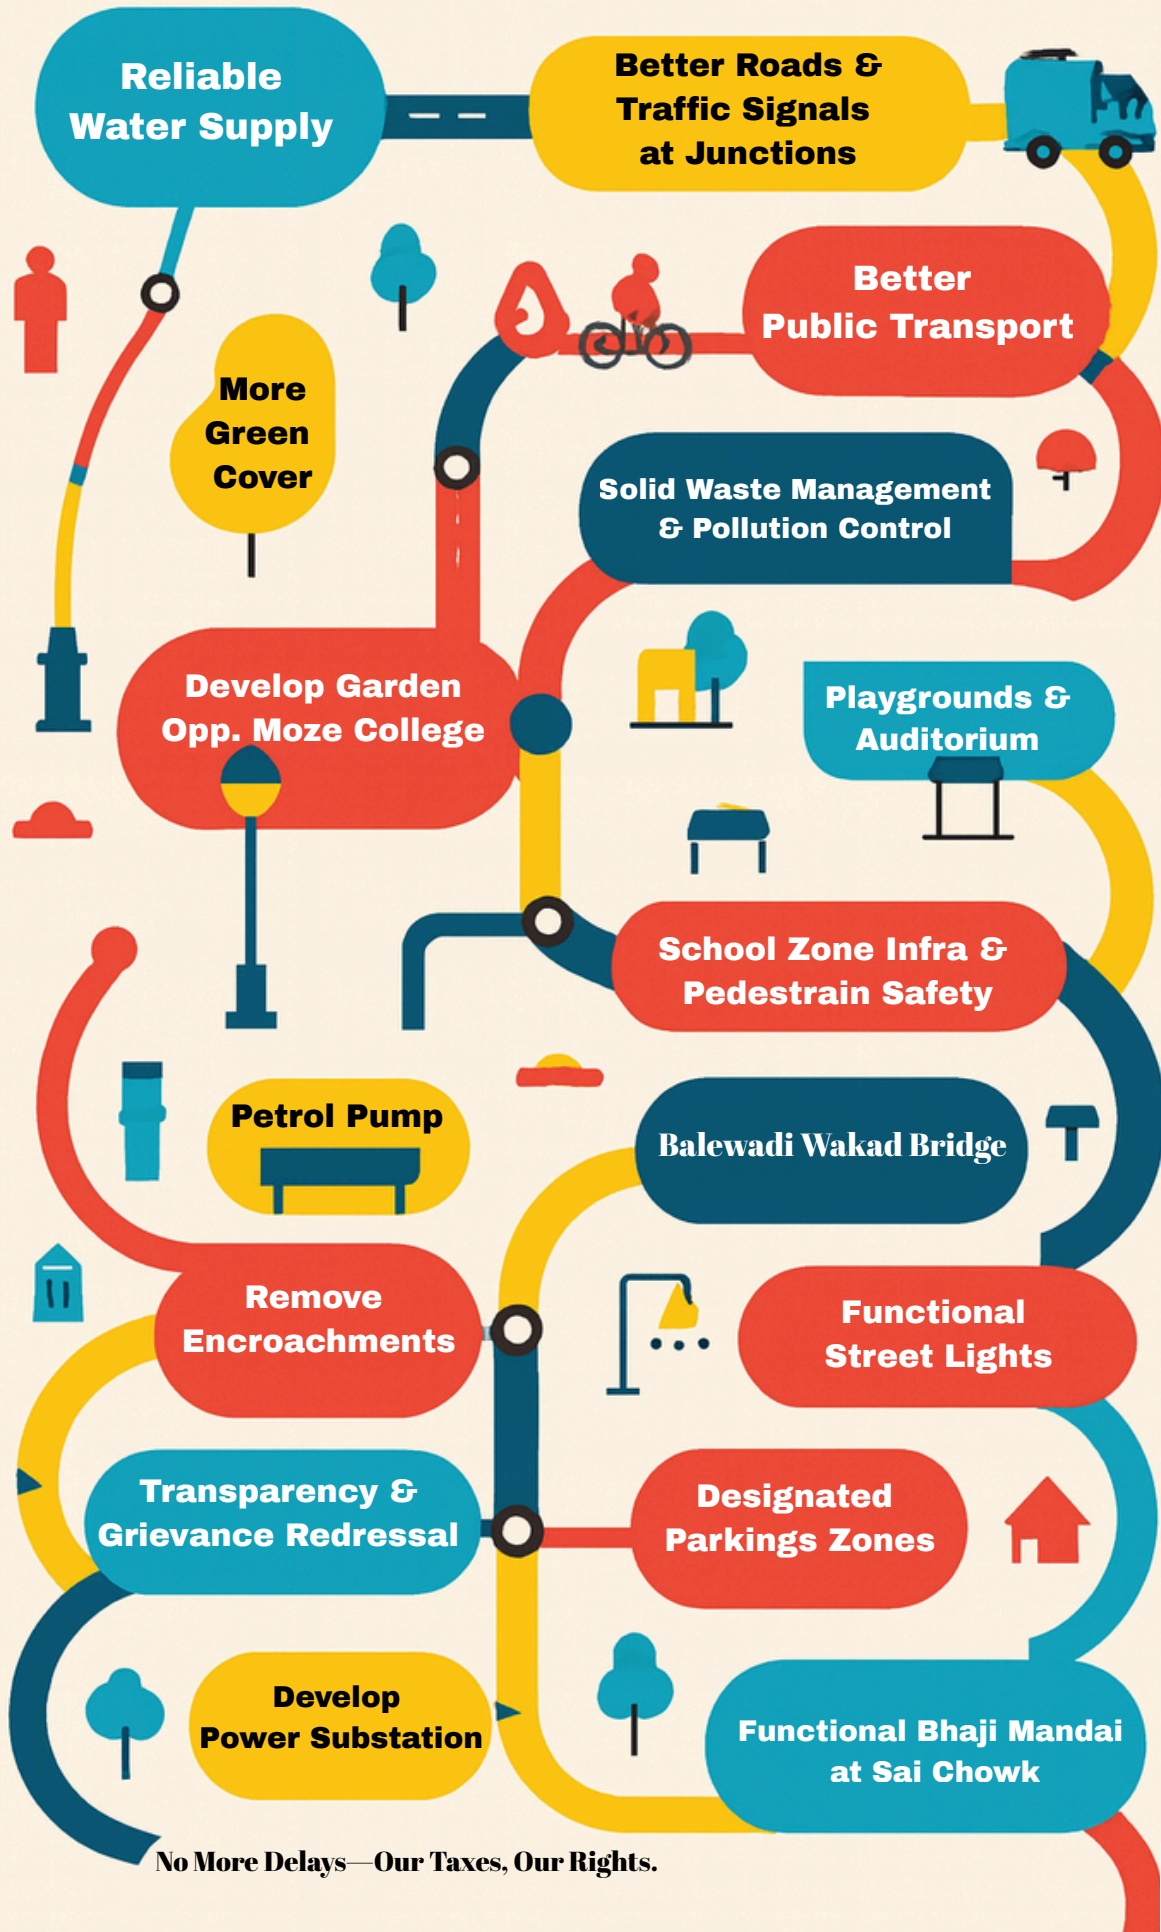 Reliable
Water Supply
Better Roads &
Traffic Signals
at Junctions
Better
Public Transport
More
Green
Cover
Solid Waste Management
& Pollution Control
Develop Garden
Opp. Moze College
Playgrounds &
Auditorium
School Zone Infra &
Pedestrain Safety
Petrol Pump
Balewadi Wakad Bridge
Remove
Encroachments
Functional
Street Lights
Transparency &
Grievance Redressal
Designated
Parkings Zones
Develop
Power Substation
Functional Bhaji Mandai
at Sai Chowk
No More Delays—Our Taxes, Our Rights.